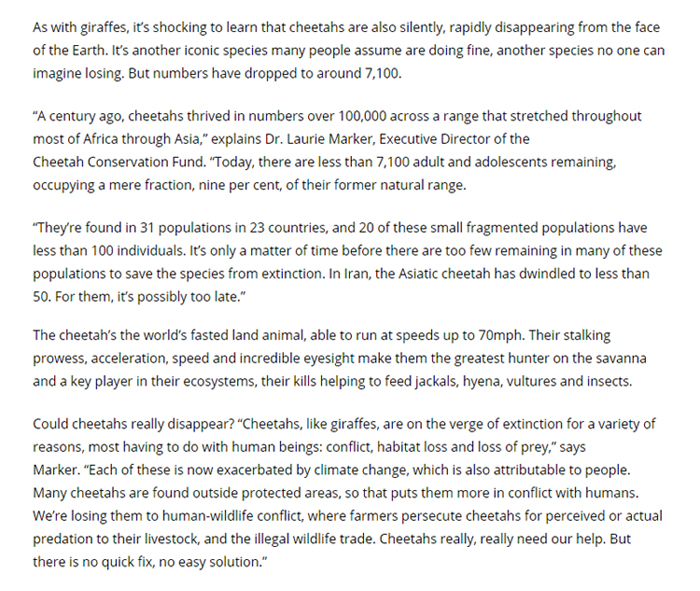 As with giraffes, it’s shocking to learn that cheetahs are also silently, rapidly disappearing from the face
of the Earth. It’s another iconic species many people assume are doing fine, another species no one can
imagine losing. But numbers have dropped to around 7,100.
“A century ago, cheetahs thrived in numbers over 100,000 across a range that stretched throughout
most of Africa through Asia,” explains Dr. Laurie Marker, Executive Director of the
Cheetah Conservation Fund. “Today, there are less than 7,100 adult and adolescents remaining,
occupying a mere fraction, nine per cent, of their former natural range.
“They’re found in 31 populations in 23 countries, and 20 of these small fragmented populations have
less than 100 individuals. It’s only a matter of time before there are too few remaining in many of these
populations to save the species from extinction. In Iran, the Asiatic cheetah has dwindled to less than
50. For them, it’s possibly too late.”
The cheetah’s the world’s fasted land animal, able to run at speeds up to 70mph. Their stalking
prowess, acceleration, speed and incredible eyesight make them the greatest hunter on the savanna
and a key player in their ecosystems, their kills helping to feed jackals, hyena, vultures and insects.
Could cheetahs really disappear? “Cheetahs, like giraffes, are on the verge of extinction for a variety of
reasons, most having to do with human beings: conflict, habitat loss and loss of prey,” says
Marker. “Each of these is now exacerbated by climate change, which is also attributable to people.
Many cheetahs are found outside protected areas, so that puts them more in conflict with humans.
We’re losing them to human-wildlife conflict, where farmers persecute cheetahs for perceived or actual
predation to their livestock, and the illegal wildlife trade. Cheetahs really, really need our help. But
there is no quick fix, no easy solution.”